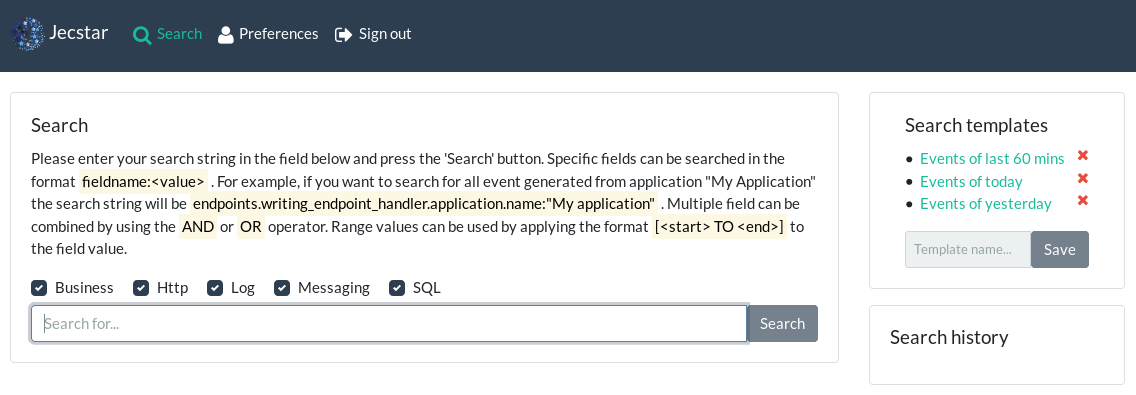 Jecstar
Search
Preferences
Sign out
Search
Please enter your search string in the field below and press the 'Search' button. Specific fields can be searched in the
format fieldname:<value> . For example, if you want to search for all event generated from application "My Application"
the search string will be endpoints.writing_endpoint_handler.application.name:"My application" . Multiple field can be
combined by using the AND or OR operator. Range values can be used by applying the format [<start> TO <end>] to
the field value.
Business Http Log Messaging SQL
Search for...
Search
Search templates
Events of last 60 mins
Events of today
Events of yesterday
Template name...
Save
Search history